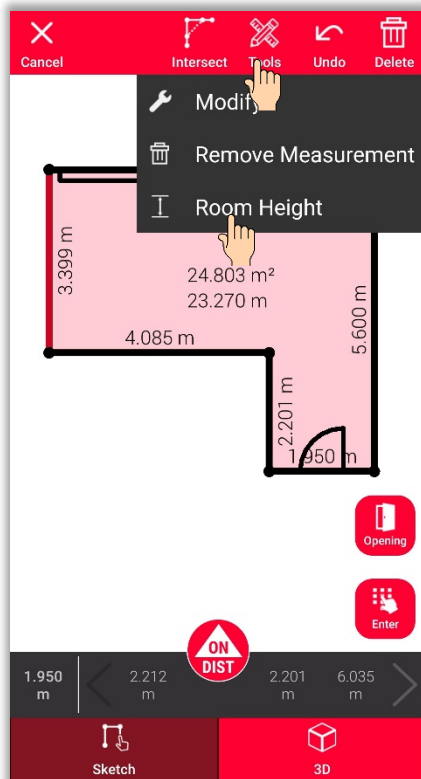 Cancel
Intersect
Tools
Undo
Delete
Modify
Remove Measurement
Room Height
3.399 m
24.803 m²
23.270 m
5.600 m
4.085 m
2.201 m
1.950 m
Opening
Enter
ON
DIST
1.950 m
2.212 m
2.201 m
6.035 m
Sketch
3D